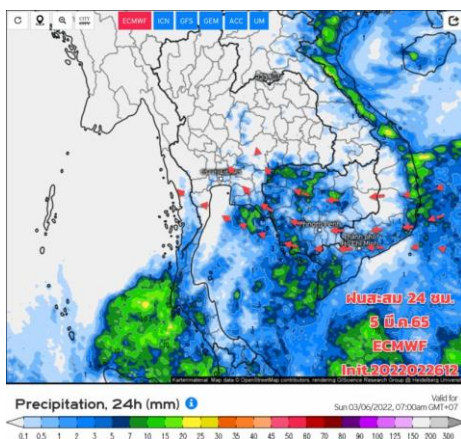 CITY
ECMWF ICN GFS GEM ACC UM
Phnom Penh
ฝนสะสม 24 ชม.
5 มี.ค.65
ECMWF
Init.2022022612
Precipitation, 24h (mm)
Valid for
Sun 03/06/2022, 07:00am GMT+07
0.1 0.5 1 2 3 5 7 10 15 20 25 30 35 40 45 50 60 70 80 90 100 125 150 200 300